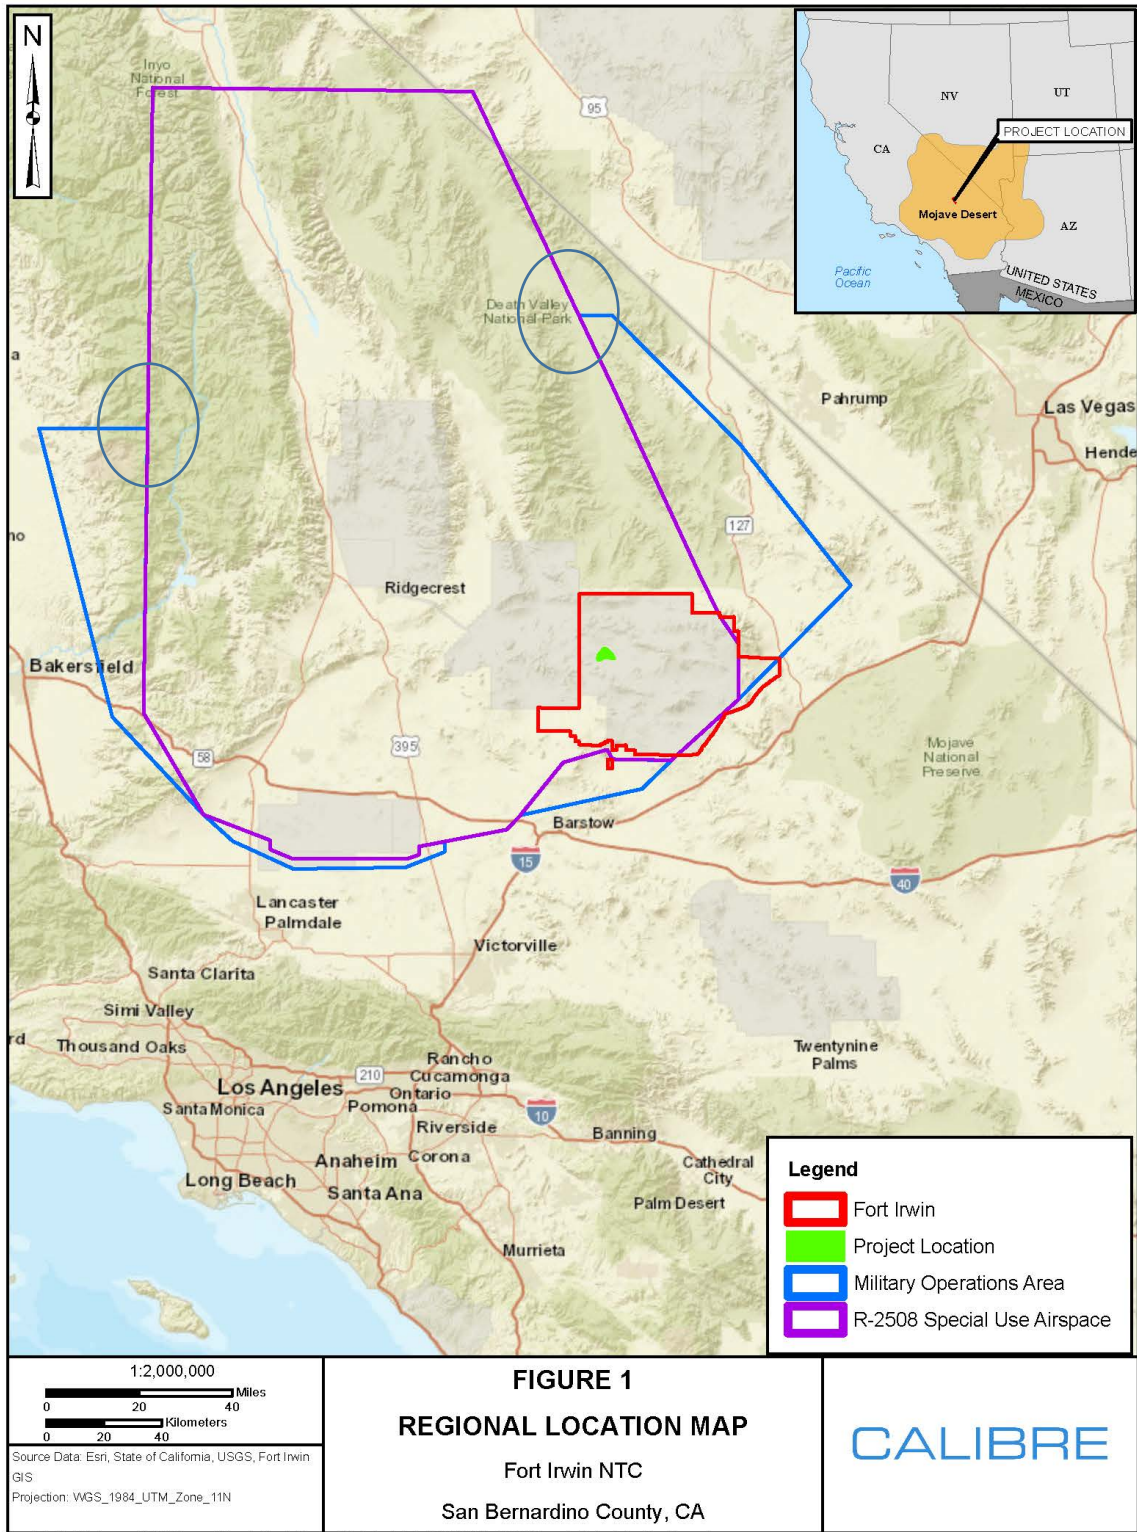 N
Inyo
National
Forest
95
NV
UT
PROJECT LOCATION
CA
Mojave Desert
AZ
Pacific
Ocean
UNITED STATES
MEXICO
Death Valley
National Park
a
Pahrump
Las Vegas
Hende
127
no
Ridgecrest
Bakersfield
58
395
Mojave
National
Preserve
Barstow
15
40
Lancaster
Palmdale
Victorville
Santa Clarita
Simi Valley
rd
Thousand Oaks
Twentynine
Palms
Rancho
Cucamonga
Los Angeles
210
Ontario
Santa Monica
Pomona
10
Riverside
Banning
Anaheim
Corona
Cathedral
City
Long Beach
Santa Ana
Palm Desert
Murrieta
Legend
Fort Irwin
Project Location
Military Operations Area
R-2508 Special Use Airspace
1:2,000,000
Miles
0 20 40
Kilometers
0 20 40
Source Data: Esri, State of California, USGS, Fort Irwin
GIS
Projection: WGS_1984_UTM_Zone_11N
FIGURE 1
REGIONAL LOCATION MAP
Fort Irwin NTC
San Bernardino County, CA
CALIBRE